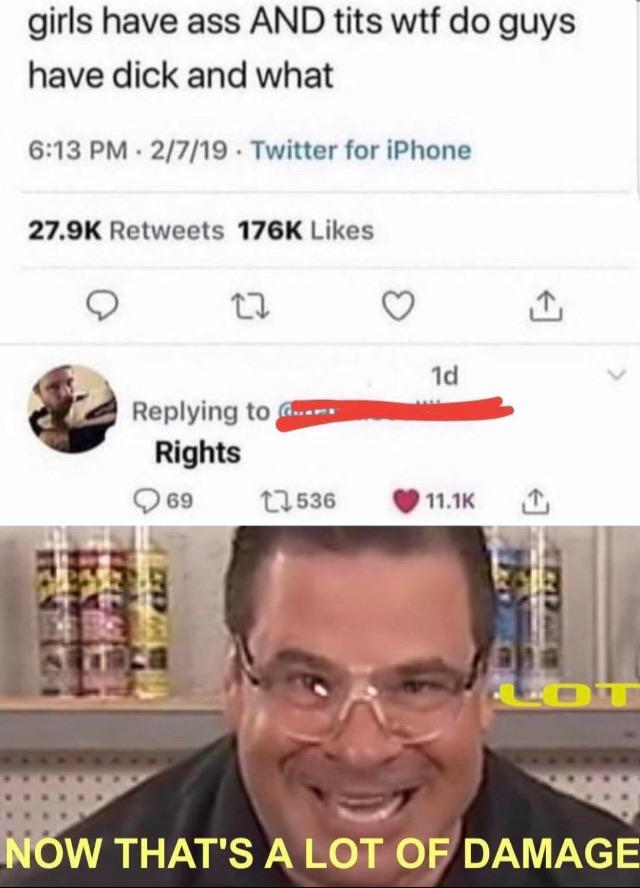 girls have ass AND tits wtf do guys
have dick and what
6:13 PM · 2/7/19 · Twitter for iPhone
27.9K Retweets 176K Likes
1d
Replying to
Rights
69 536 11.1K
LOT
NOW THAT'S A LOT OF DAMAGE